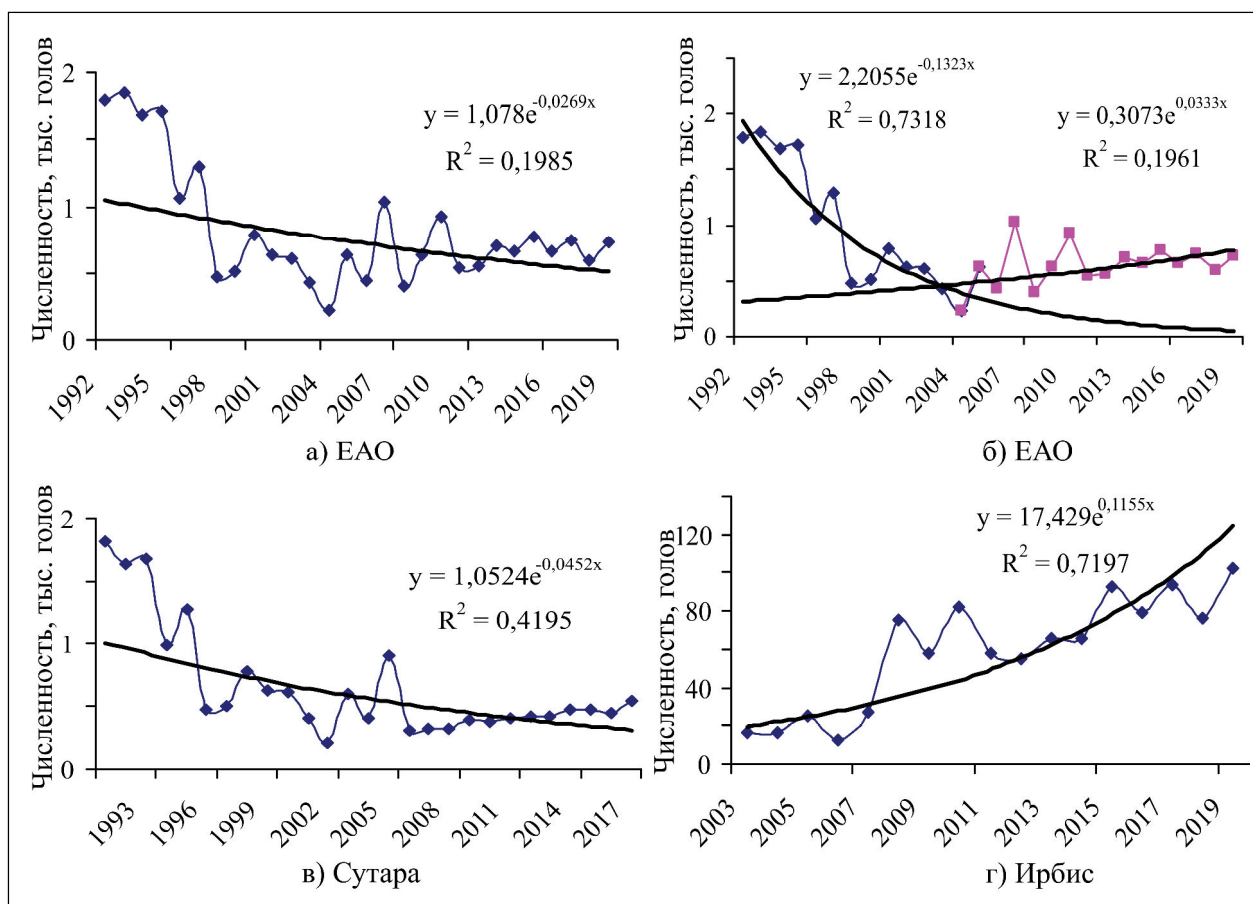 Численность, тыс. голов
2
1
0
y = 1,078e^-0,0269x
R^2 = 0,1985
1992
1995
1998
2001
2004
2007
2010
2013
2016
2019
а) ЕАО
Численность, тыс. голов
2
1
0
y = 2,2055e^-0,1323x
R^2 = 0,7318
y = 0,3073e^0,0333x
R^2 = 0,1961
1992
1995
1998
2001
2004
2007
2010
2013
2016
2019
б) ЕАО
Численность, тыс. голов
2
1
0
y = 1,0524e^-0,0452x
R^2 = 0,4195
1993
1996
1999
2002
2005
2008
2011
2014
2017
в) Сутара
Численность, голов
120
80
40
0
y = 17,429e^0,1155x
R^2 = 0,7197
2003
2005
2007
2009
2011
2013
2015
2017
2019
г) Ирбис